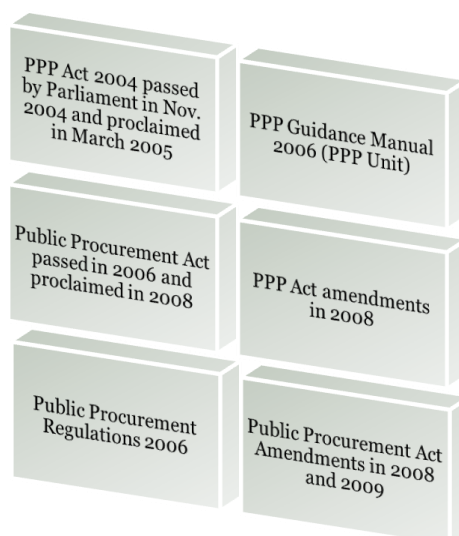 PPP Act 2004 passed
by Parliament in Nov.
2004 and proclaimed
in March 2005
PPP Guidance Manual
2006 (PPP Unit)
Public Procurement Act
passed in 2006 and
proclaimed in 2008
PPP Act amendments
in 2008
Public Procurement
Regulations 2006
Public Procurement Act
Amendments in 2008
and 2009